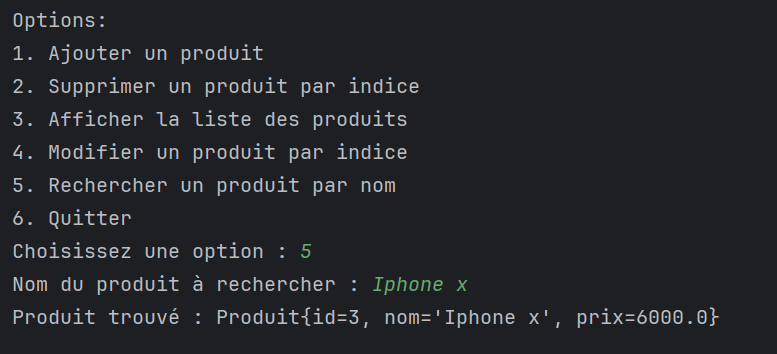 Options:
1. Ajouter un produit
2. Supprimer un produit par indice
3. Afficher la liste des produits
4. Modifier un produit par indice
5. Rechercher un produit par nom
6. Quitter
Choisissez une option : 5
Nom du produit à rechercher : Iphone x
Produit trouvé : Produit{id=3, nom='Iphone x', prix=6000.0}